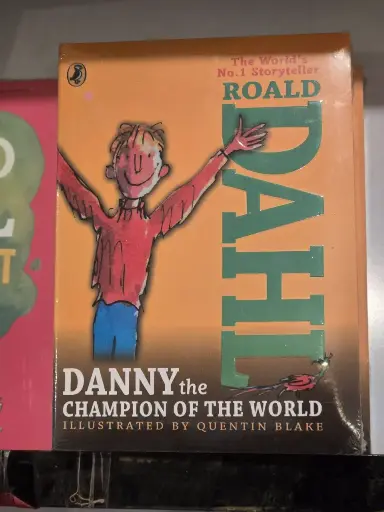 The World's
No.1 Storyteller
ROALD
DAHL
DANNY the
CHAMPION OF THE WORLD
ILLUSTRATED BY QUENTIN BLAKE